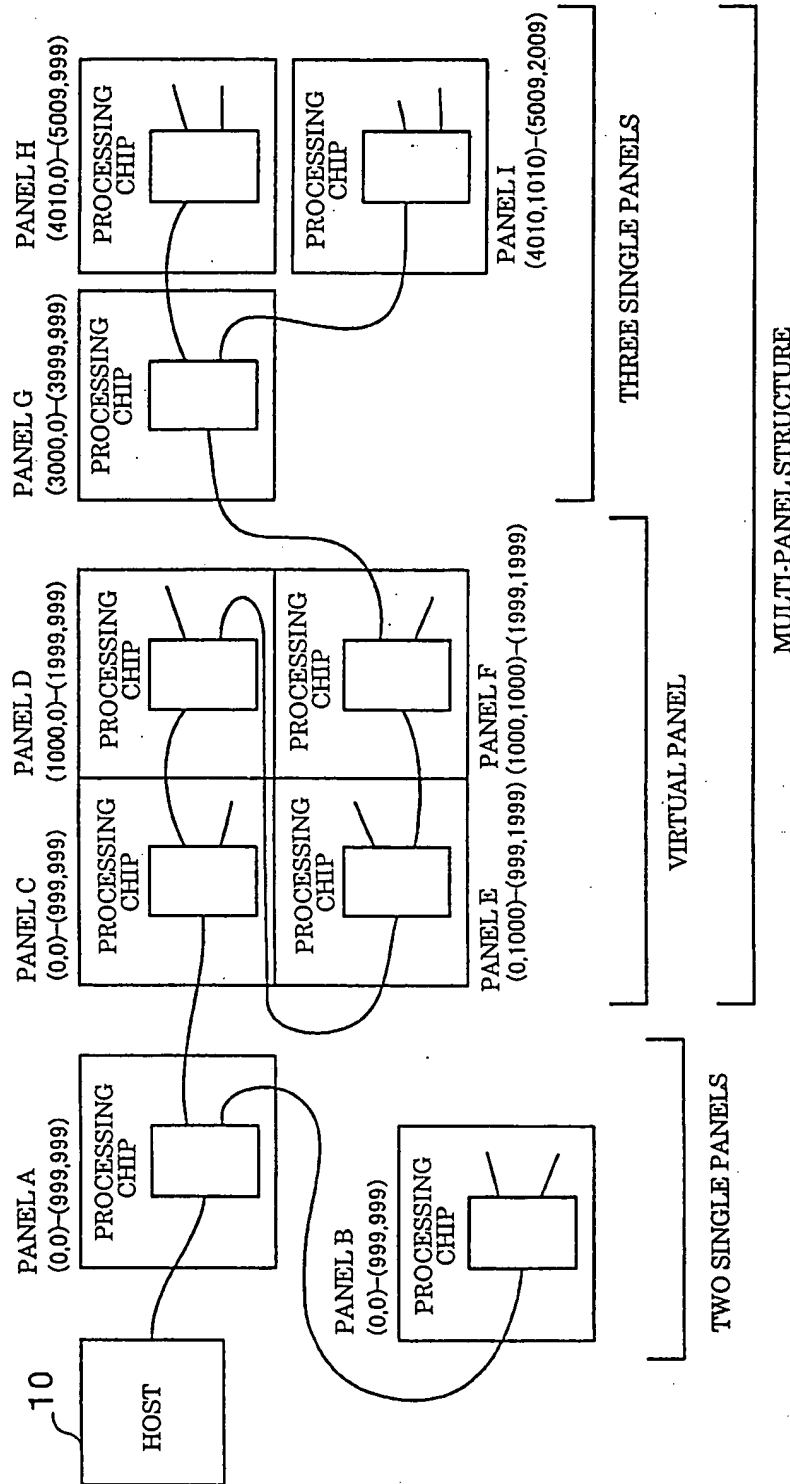 10
HOST
PANEL A
(0,0)-(999,999)
PROCESSING
CHIP
PANEL B
(0,0)-(999,999)
PROCESSING
CHIP
TWO SINGLE PANELS
PANEL C
(0,0)-(999,999)
PROCESSING
CHIP
PANEL D
(1000,0)-(1999,999)
PROCESSING
CHIP
PROCESSING
CHIP
PANEL E
(0,1000)-(999,1999)
PROCESSING
CHIP
PANEL F
(1000,1000)-(1999,1999)
VIRTUAL PANEL
PANEL G
(3000,0)-(3999,999)
PROCESSING
CHIP
PANEL H
(4010,0)-(5009,999)
PROCESSING
CHIP
PROCESSING
CHIP
PANEL I
(4010,1010)-(5009,2009)
THREE SINGLE PANELS
MULTI-PANEL STRUCTURE